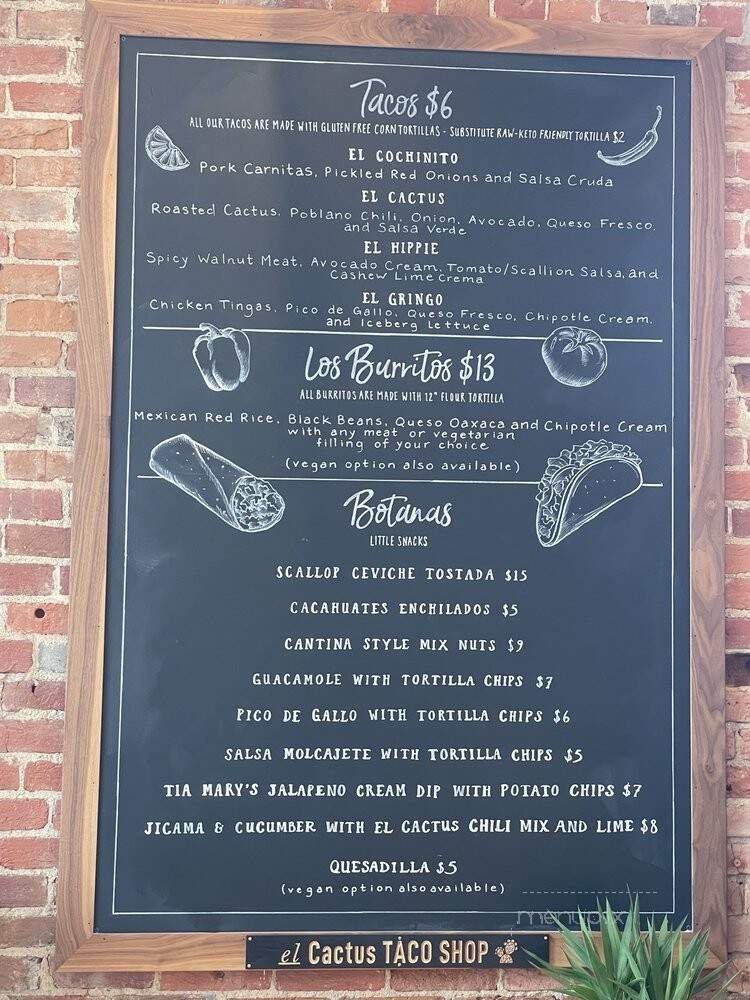 Tacos $6
ALL OUR TACOS ARE MADE WITH GLUTEN FREE CORN TORTILLAS - SUBSTITUTE RAW-KETO FRIENDLY TORTILLA $2
EL COCHINITO
Pork Carnitas, Pickled Red Onions and Salsa Cruda
EL CACTUS
Roasted Cactus, Poblano Chili, Onion, Avocado, Queso Fresco,
and Salsa Verde
EL HIPPIE
Spicy Walnut Meat, Avocado Cream, Tomato/Scallion Salsa, and
Cashew Lime Crema
EL GRINGO
Chicken Tingas, Pico de Gallo, Queso Fresco, Chipotle Cream,
and Iceberg Lettuce
Los Burritos $13
ALL BURRITOS ARE MADE WITH 12" FLOUR TORTILLA
Mexican Red Rice, Black Beans, Queso Oaxaca and Chipotle Cream
with any meat or vegetarian
filling of your choice
(vegan option also available)
Botanas
LITTLE SNACKS
SCALLOP CEVICHE TOSTADA $15
CACAHUATES ENCHILADOS $5
CANTINA STYLE MIX NUTS $9
GUACAMOLE WITH TORTILLA CHIPS $7
PICO DE GALLO WITH TORTILLA CHIPS $6
SALSA MOLCAJETE WITH TORTILLA CHIPS $5
TIA MARY'S JALAPENO CREAM DIP WITH POTATO CHIPS $7
JICAMA & CUCUMBER WITH EL CACTUS CHILI MIX AND LIME $8
QUESADILLA $5
(vegan option also available)
menupix
el Cactus TACO SHOP